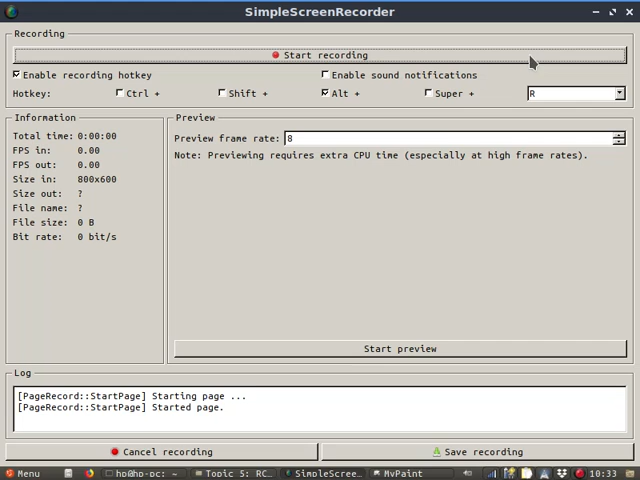 SimpleScreenRecorder
Recording
Start recording
Enable recording hotkey
Enable sound notifications
Hotkey: Ctrl + Shift + Alt + Super + R
Information
Total time: 0:00:00
FPS in: 0.00
FPS out: 0.00
Size in: 800x600
Size out: ?
File name: ?
File size: 0 B
Bit rate: 0 bit/s
Preview
Preview frame rate: 8
Note: Previewing requires extra CPU time (especially at high frame rates).
Start preview
Log
[PageRecord::StartPage] Starting page ...
[PageRecord::StartPage] Started page.
Cancel recording
Save recording
Menu
hp@hp-pc: ~
Topic 5: RC...
SimpleScree...
MyPaint
10:33